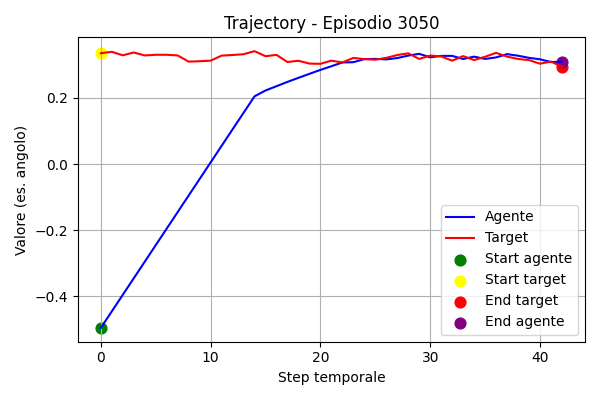 Trajectory - Episodio 3050
Valore (es. angolo)
0.2
0.0
−0.2
−0.4
0
10
20
30
40
Step temporale
Agente
Target
Start agente
Start target
End target
End agente